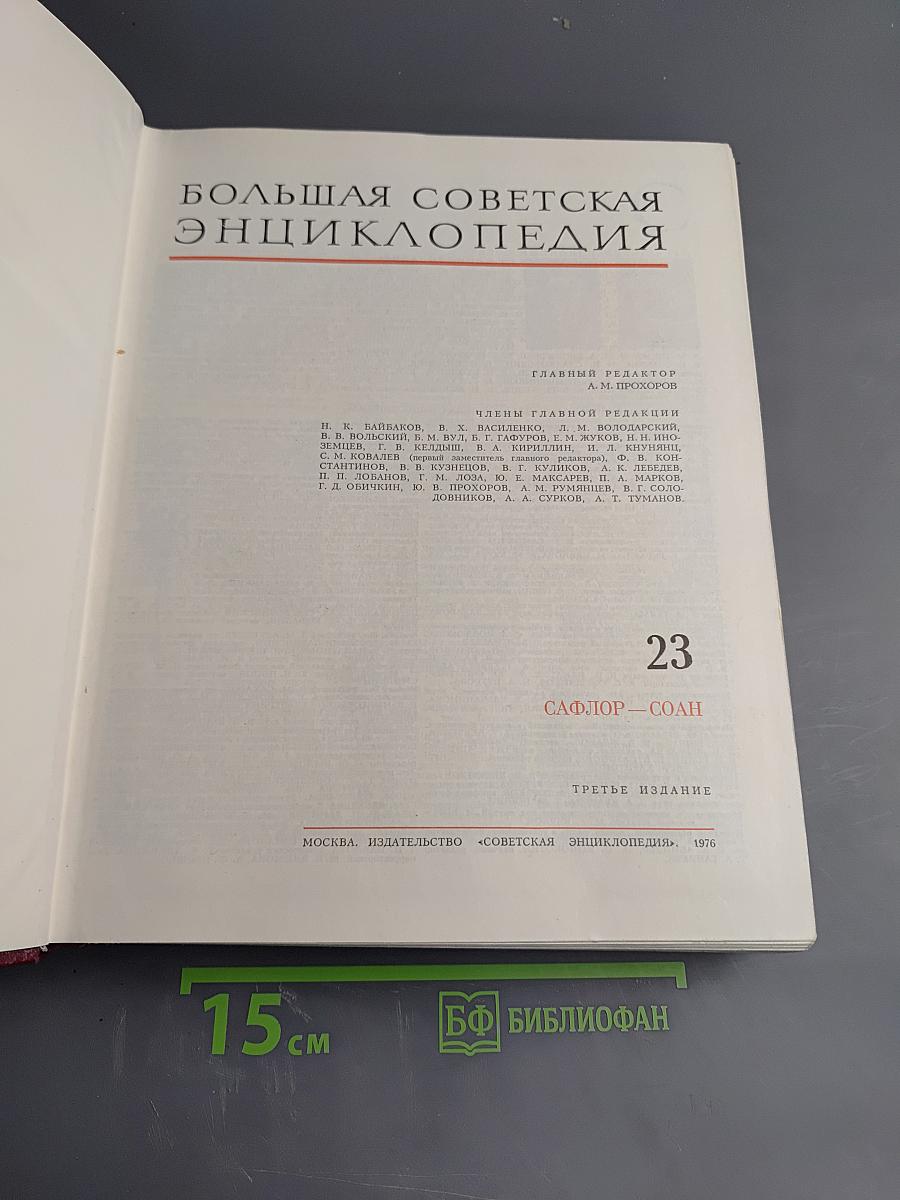 БОЛЬШАЯ СОВЕТСКАЯ
ЭНЦИКЛОПЕДИЯ
ГЛАВНЫЙ РЕДАКТОР
А. М. ПРОХОРОВ
ЧЛЕНЫ ГЛАВНОЙ РЕДАКЦИИ
Н. К. БАЙБАКОВ, В. Х. ВАСИЛЕНКО, Л. М. ВОЛОДАРСКИЙ,
В. В. ВОЛЬСКИЙ, Б. М. ВУЛ, Б. Г. ГАФУРОВ, Е. М. ЖУКОВ, Н. Н. ИНО-
ЗЕМЦЕВ, Г. В. КЕЛДЫШ, В. А. КИРИЛЛИН, И. Л. КНУНЯНЦ,
С. М. КОВАЛЕВ (первый заместитель главного редактора), Ф. В. КОН-
СТАНТИНОВ, В. В. КУЗНЕЦОВ, В. Г. КУЛИКОВ, А. К. ЛЕБЕДЕВ,
П. П. ЛОБАНОВ, Г. М. ЛОЗА, Ю. Е. МАКСАРЕВ, П. А. МАРКОВ,
Г. Д. ОБИЧКИН, Ю. В. ПРОХОРОВ, А. М. РУМЯНЦЕВ, В. Г. СОЛО-
ДОВНИКОВ, А. А. СУРКОВ, А. Т. ТУМАНОВ.
23
САФЛОР — СОАН
ТРЕТЬЕ ИЗДАНИЕ
МОСКВА. ИЗДАТЕЛЬСТВО «СОВЕТСКАЯ ЭНЦИКЛОПЕДИЯ». 1976
15 см
БФ БИБЛИОФАН